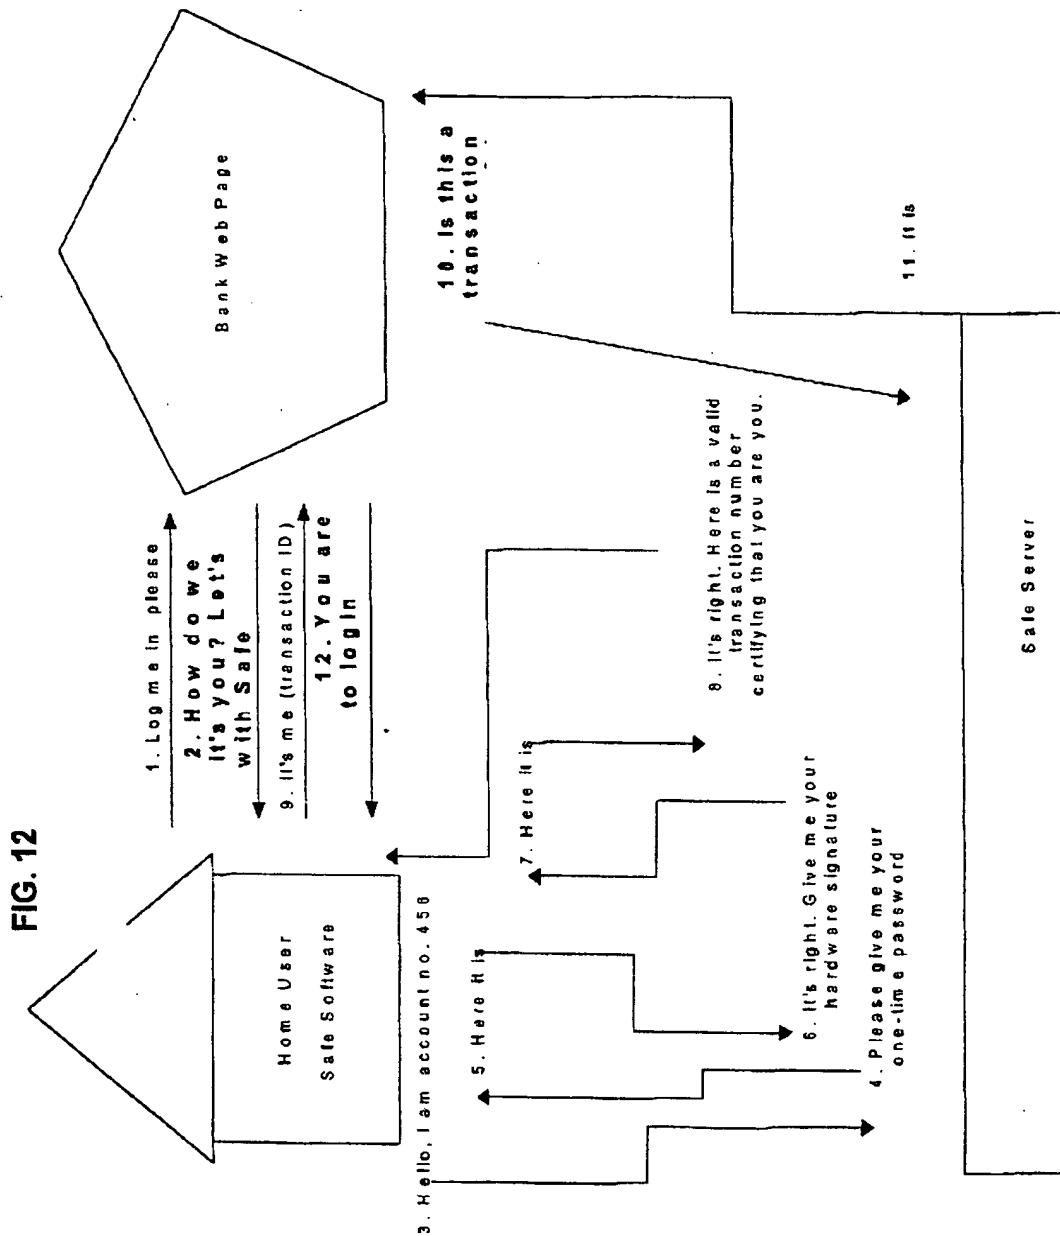 FIG. 12
Home User
Safe Software
Bank Web Page
1. Log me in please
2. How do we
it's you? Let's
with Safe
9. It's me (transaction ID)
12. You are
to login
3. Hello, I am account no. 456
5. Here it is
7. Here it is
10. Is this a
transaction
4. Please give me your
one-time password
6. It's right. Give me your
hardware signature
8. It's right. Here is a valid
transaction number
certifying that you are you.
11. It is
Safe Server